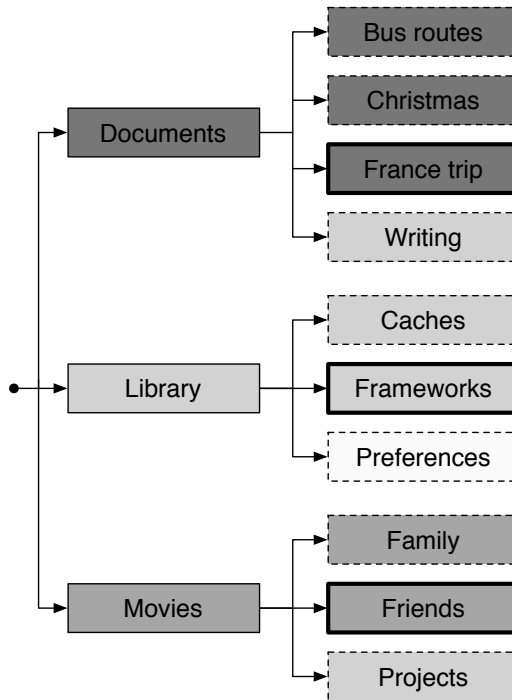 Bus routes
Christmas
Documents
France trip
Writing
Caches
Library
Frameworks
Preferences
Family
Movies
Friends
Projects